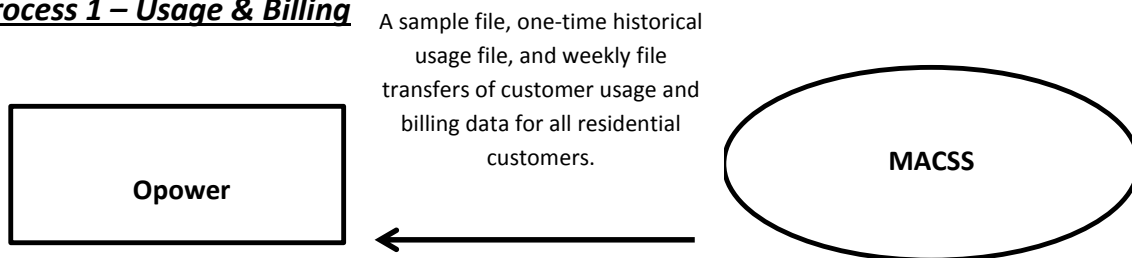 rocess 1 – Usage & Billing
A sample file, one-time historical
usage file, and weekly file
transfers of customer usage and
billing data for all residential
customers.
Opower
MACSS